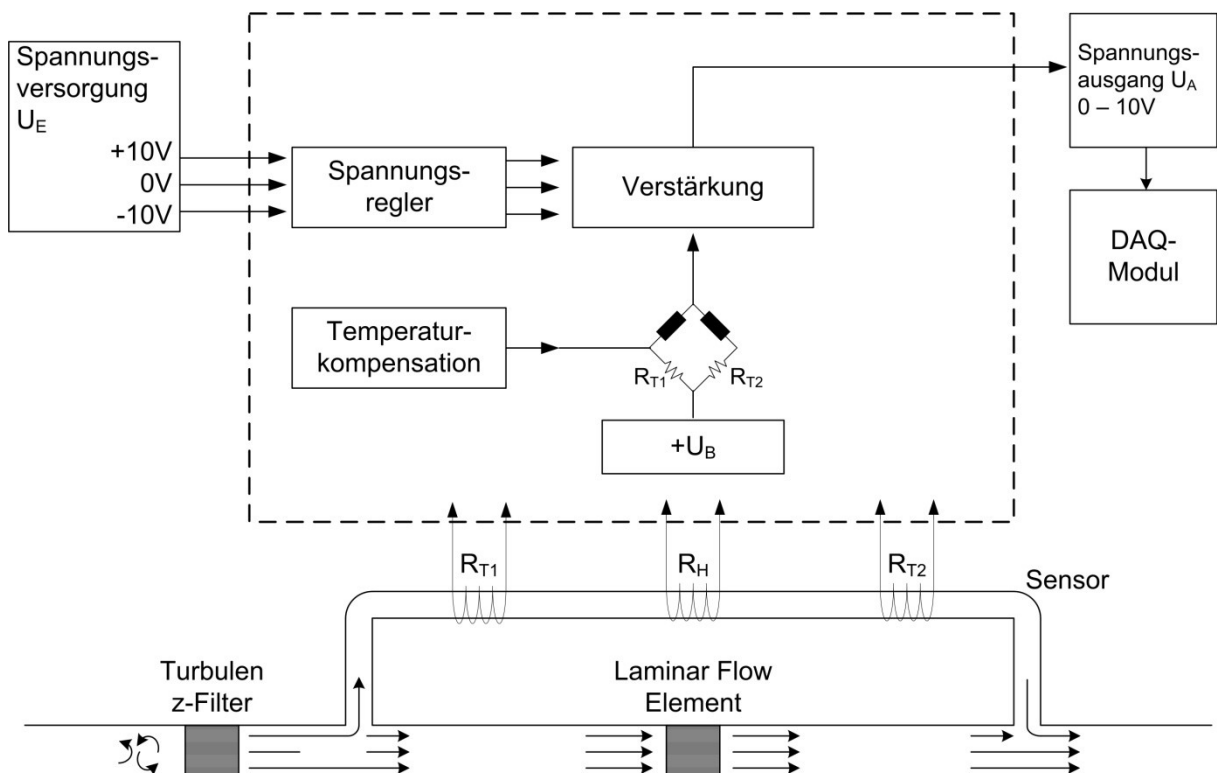 Spannungs-
versorgung
U_E
+10V
0V
-10V
Spannungs-
regler
Verstärkung
Spannungs-
ausgang U_A
0 – 10V
DAQ-
Modul
Temperatur-
kompensation
R_T1
R_T2
+U_B
R_T1
R_H
R_T2
Sensor
Turbulen
z-Filter
Laminar Flow
Element